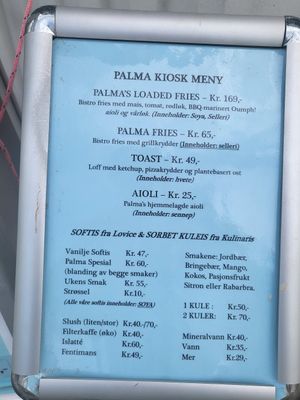 PALMA KIOSK MENY
PALMA'S LOADED FRIES – Kr. 169,-
Bistro fries med mais, tomat, rødløk, BBQ-marinert Oumph!
aioli og vårløk. (Inneholder: Soya, Selleri)
PALMA FRIES – Kr. 65,-
Bistro fries med grillkrydder (Inneholder: selleri)
TOAST – Kr. 49,-
Loff med ketchup, pizzakrydder og plantebasert ost
(Inneholder: hvete)
AIOLI – Kr. 25,-
Palma's hjemmelagde aioli
(Inneholder: sennep)
SOFTIS fra Lovice & SORBET KULEIS fra Kulinaris
Vanilje Softis Kr. 47,-
Palma Spesial Kr. 60,-
(blanding av begge smaker)
Ukens Smak Kr. 55,-
Strøssel Kr.10,-
(Alle våre softis inneholder: SOYA)
Smakene: Jordbær,
Bringebær, Mango,
Kokos, Pasjonsfrukt
Sitron eller Rabarbra.
1 KULE : Kr.50,-
2 KULER: Kr. 70,-
Slush (liten/stor) Kr.40-/70,-
Filterkaffe (øko) Kr.40,-
Islatté Kr.60,-
Fentimans Kr.49,-
Mineralvann Kr.40,-
Vann Kr.35,-
Mer Kr.29,-